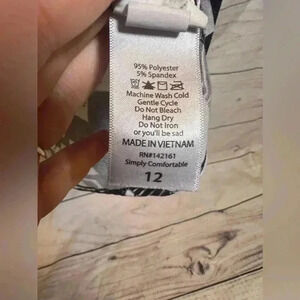 95% Polyester
5% Spandex
Machine Wash Cold
Gentle Cycle
Do Not Bleach
Hang Dry
Do Not Iron
or you'll be sad
MADE IN VIETNAM
RN#142161
Simply Comfortable
12